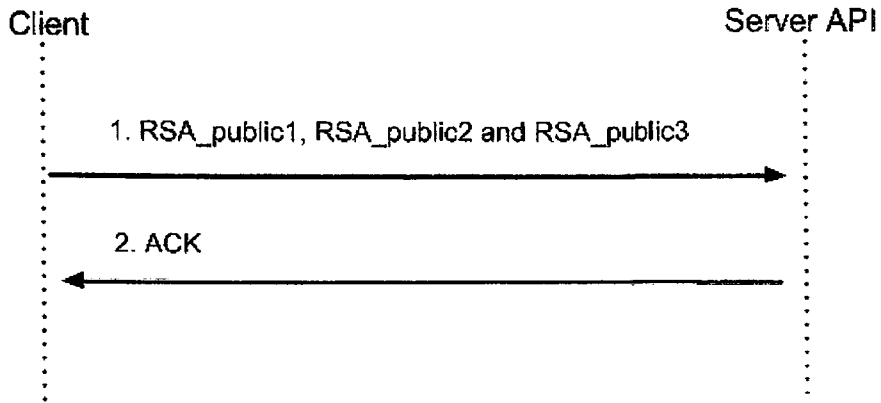 Client
Server API
1. RSA_public1, RSA_public2 and RSA_public3
2. ACK